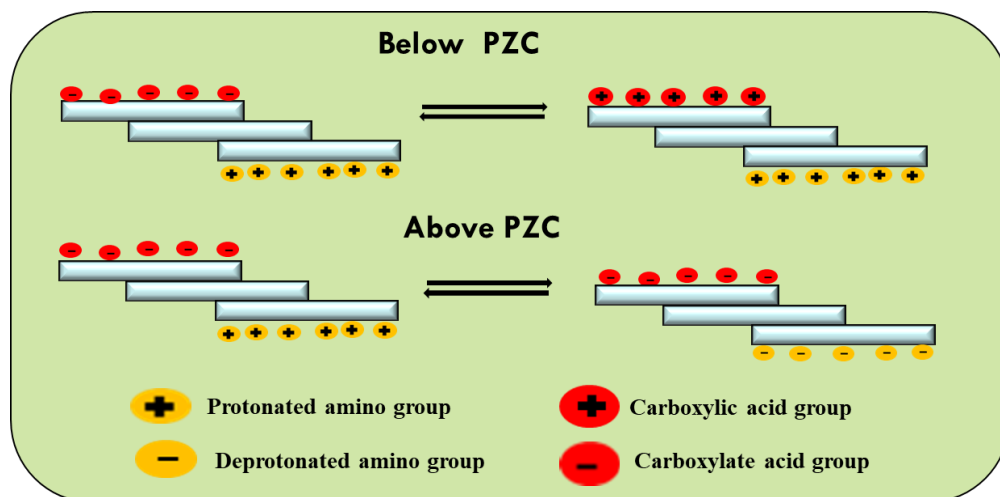 Below PZC
Above PZC
Protonated amino group
Carboxylic acid group
Deprotonated amino group
Carboxylate acid group